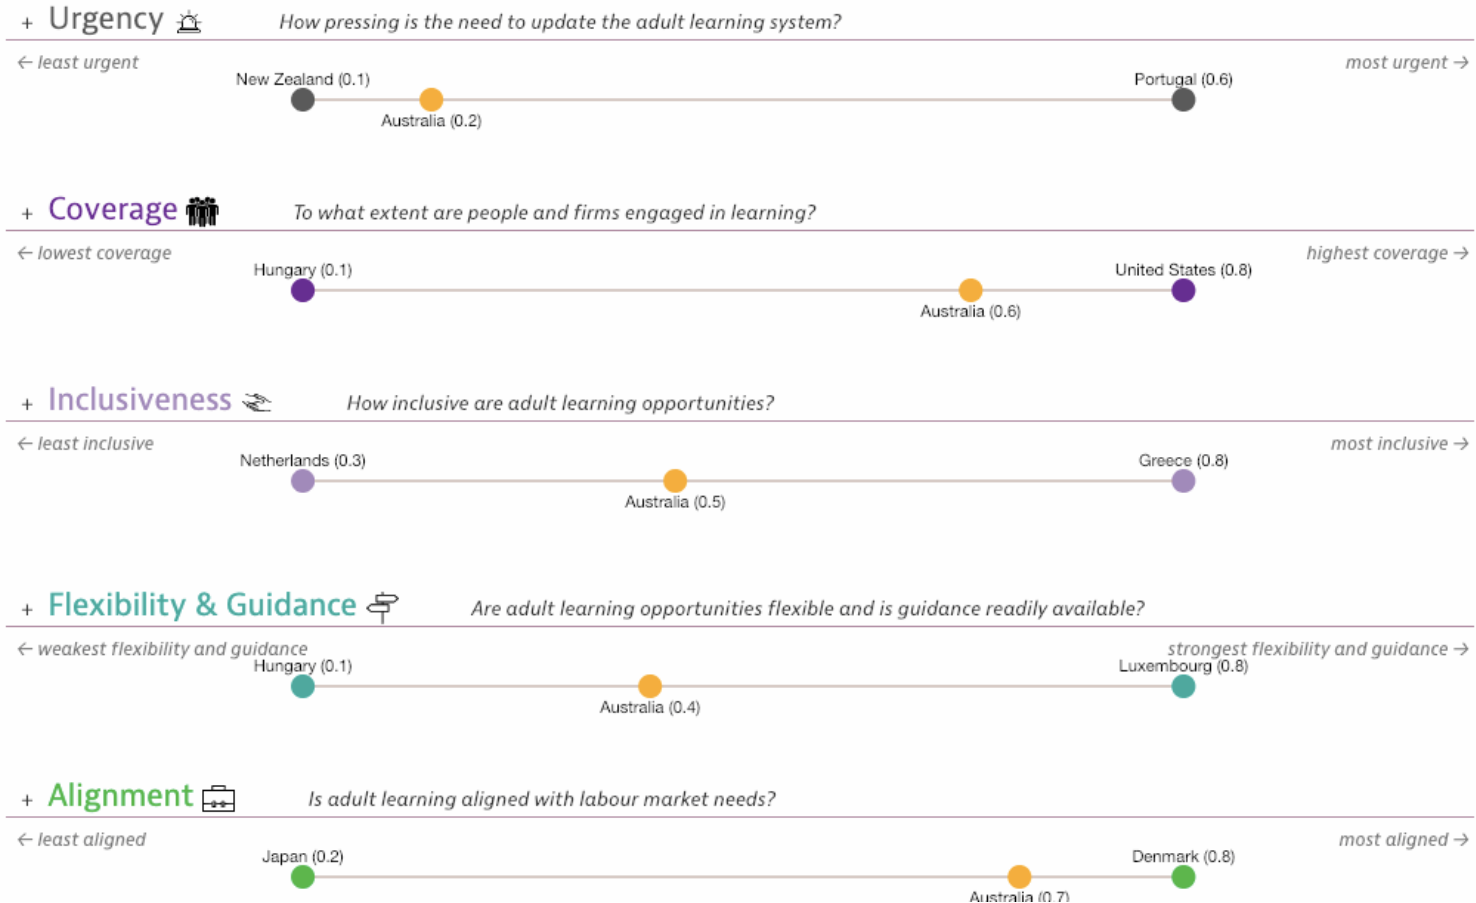 + Urgency How pressing is the need to update the adult learning system?
← least urgent most urgent →
New Zealand (0.1) Portugal (0.6)
Australia (0.2)
+ Coverage To what extent are people and firms engaged in learning?
← lowest coverage highest coverage →
Hungary (0.1) United States (0.8)
Australia (0.6)
+ Inclusiveness How inclusive are adult learning opportunities?
← least inclusive most inclusive →
Netherlands (0.3) Greece (0.8)
Australia (0.5)
+ Flexibility & Guidance Are adult learning opportunities flexible and is guidance readily available?
← weakest flexibility and guidance strongest flexibility and guidance →
Hungary (0.1) Luxembourg (0.8)
Australia (0.4)
+ Alignment Is adult learning aligned with labour market needs?
← least aligned most aligned →
Japan (0.2) Denmark (0.8)
Australia (0.7)